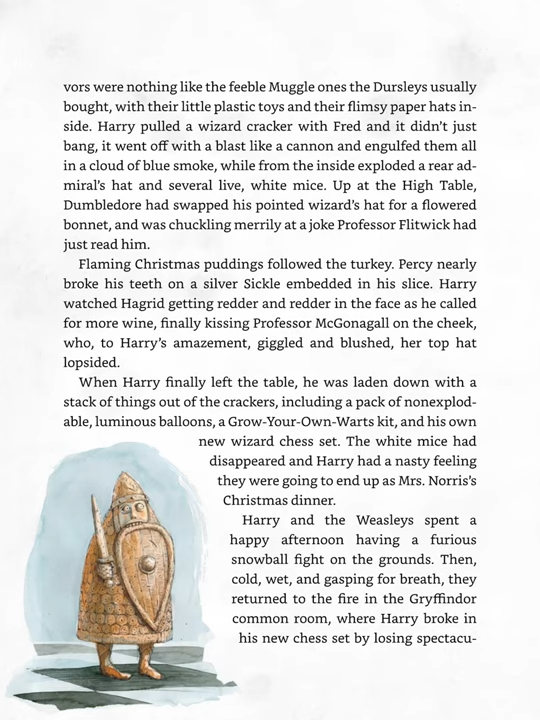 vors were nothing like the feeble Muggle ones the Dursleys usually
bought, with their little plastic toys and their flimsy paper hats in-
side. Harry pulled a wizard cracker with Fred and it didn’t just
bang, it went off with a blast like a cannon and engulfed them all
in a cloud of blue smoke, while from the inside exploded a rear ad-
miral’s hat and several live, white mice. Up at the High Table,
Dumbledore had swapped his pointed wizard’s hat for a flowered
bonnet, and was chuckling merrily at a joke Professor Flitwick had
just read him.
Flaming Christmas puddings followed the turkey. Percy nearly
broke his teeth on a silver Sickle embedded in his slice. Harry
watched Hagrid getting redder and redder in the face as he called
for more wine, finally kissing Professor McGonagall on the cheek,
who, to Harry’s amazement, giggled and blushed, her top hat
lopsided.
When Harry finally left the table, he was laden down with a
stack of things out of the crackers, including a pack of nonexplod-
able, luminous balloons, a Grow-Your-Own-Warts kit, and his own
new wizard chess set. The white mice had
disappeared and Harry had a nasty feeling
they were going to end up as Mrs. Norris’s
Christmas dinner.
Harry and the Weasleys spent a
happy afternoon having a furious
snowball fight on the grounds. Then,
cold, wet, and gasping for breath, they
returned to the fire in the Gryffindor
common room, where Harry broke in
his new chess set by losing spectacu-